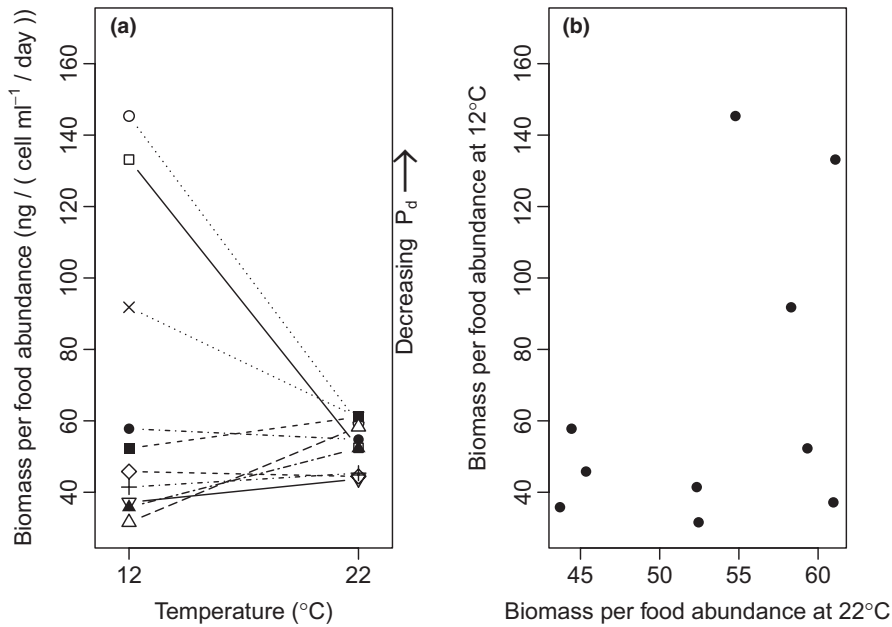 (a)
Biomass per food abundance (ng / ( cell ml⁻¹ / day ))
160
140
120
100
80
60
40
12
22
Temperature (°C)
Decreasing P_d →
(b)
Biomass per food abundance at 12°C
160
140
120
100
80
60
40
45
50
55
60
Biomass per food abundance at 22°C